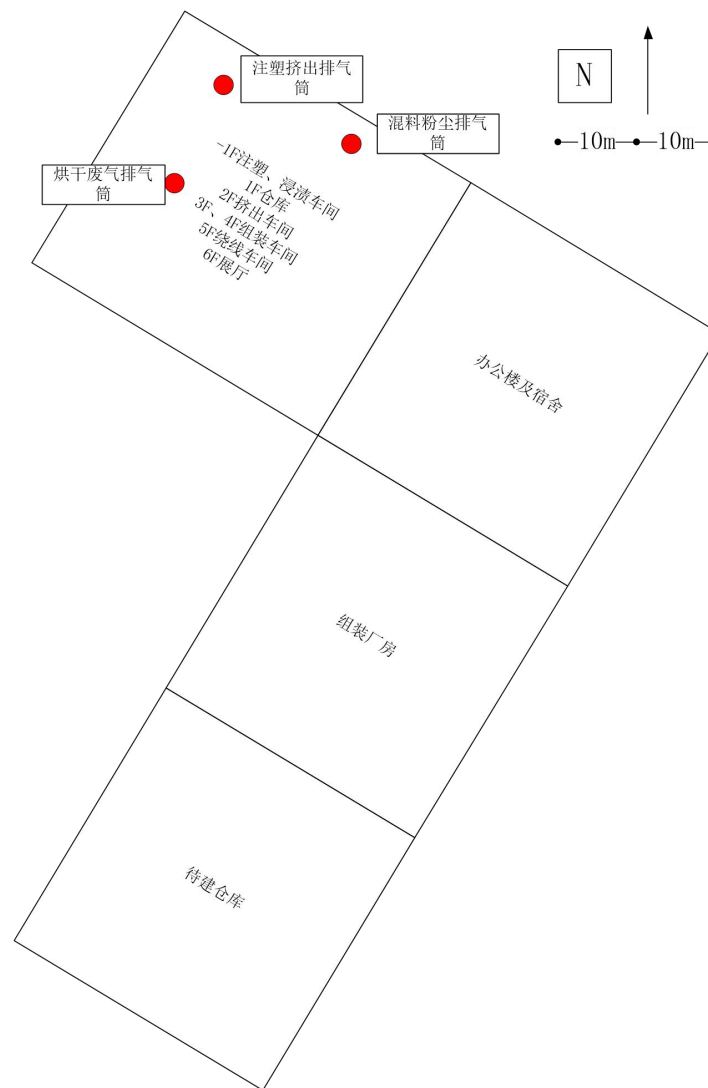 注塑挤出排气
筒
N
混料粉尘排气
筒
10m 10m
烘干废气排气
筒
-1F注塑、浸渍车间
1F仓库
2F挤出车间
3F、4F组装车间
5F绕线车间
6F展厅
办公楼及宿舍
组装厂房
待建仓库